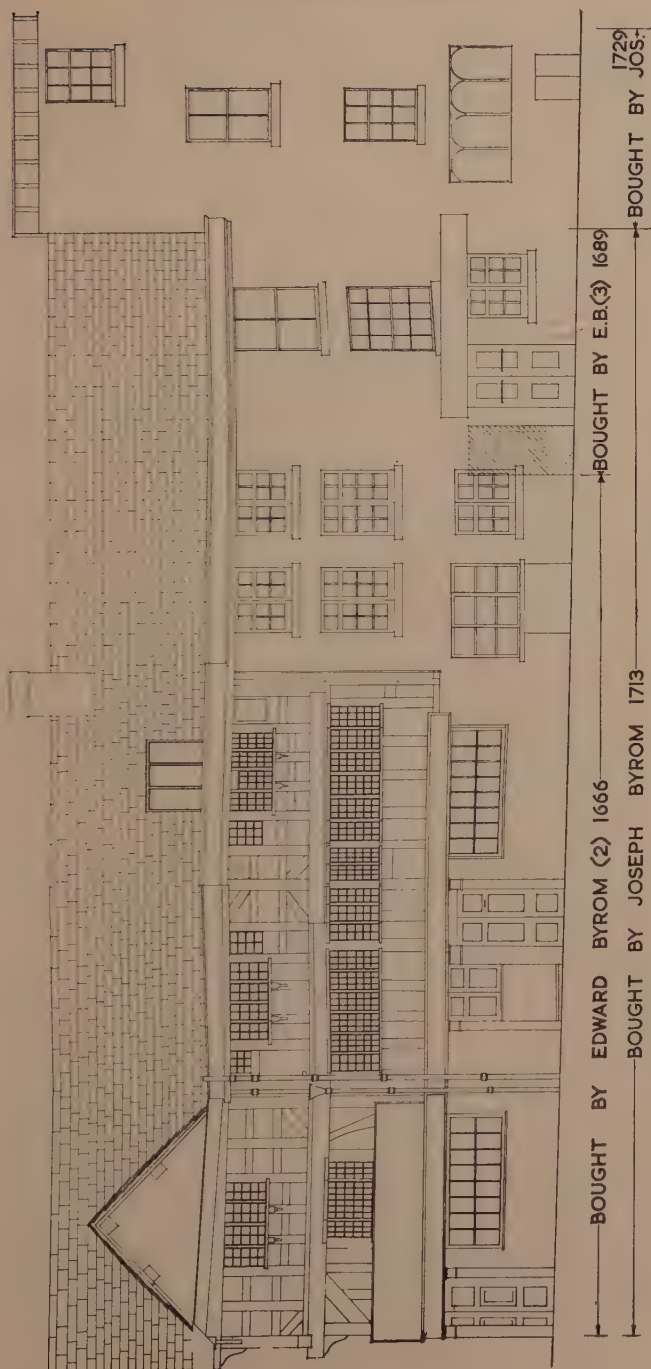 BOUGHT BY EDWARD BYROM (2) 1666
BOUGHT BY E.B.(3) 1689
1729
BOUGHT BY JOSEPH BYROM 1713
BOUGHT BY JOS.